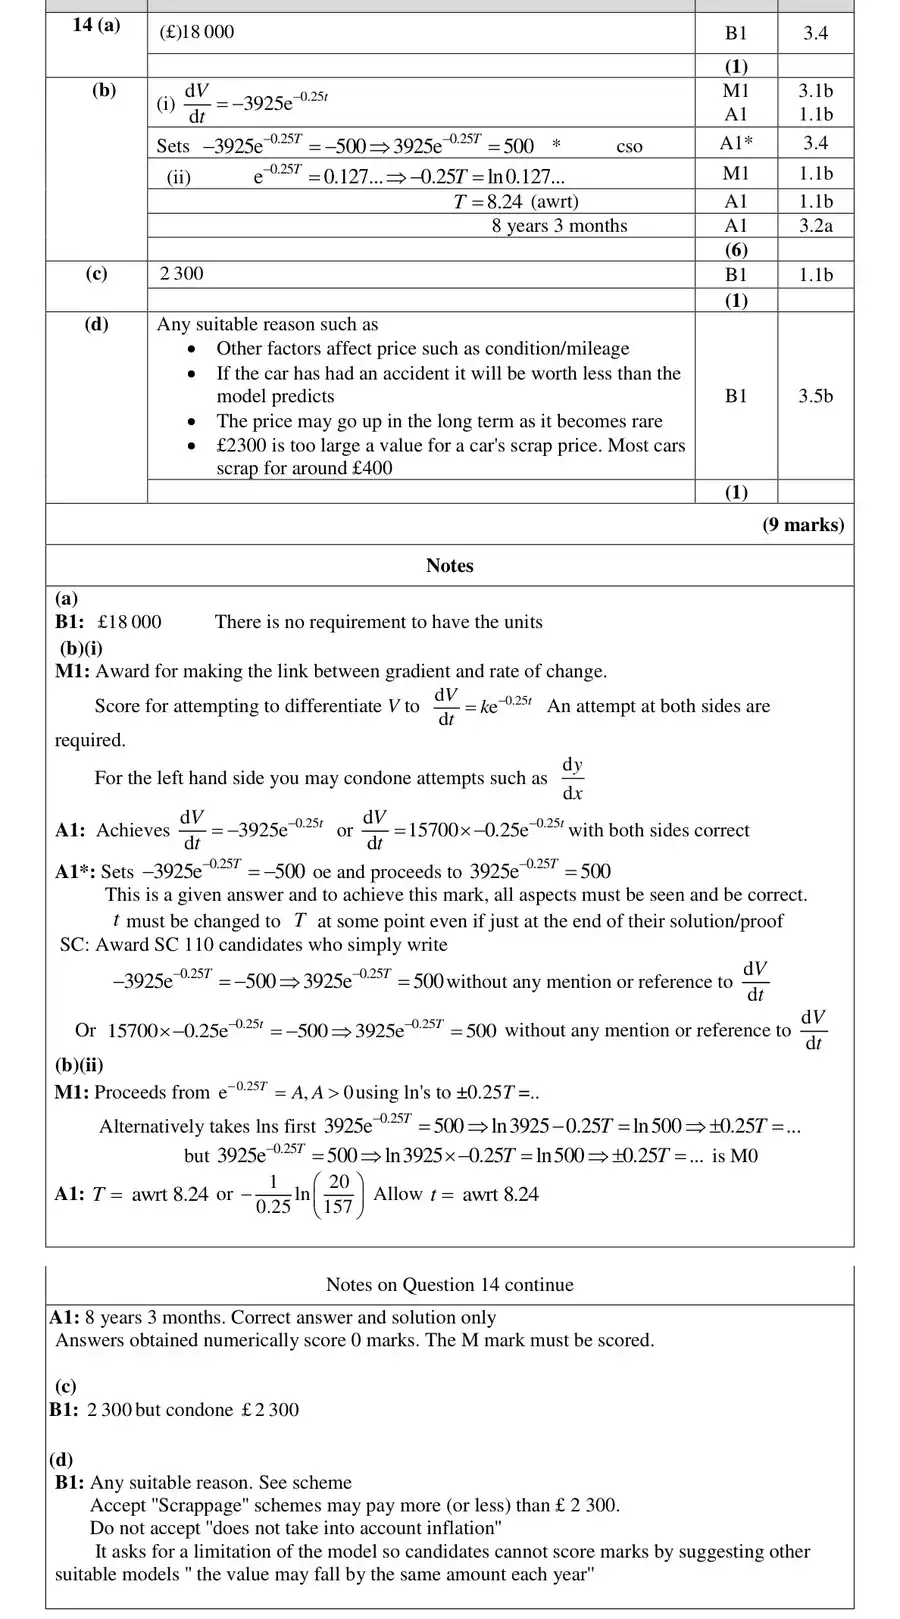 14 (a) (£)18 000 B1 3.4
(1)
(b) (i) dV/dt = −3925e^−0.25t M1 3.1b
A1 1.1b
Sets −3925e^−0.25T = −500 ⇒ 3925e^−0.25T = 500 * cso A1* 3.4
(ii) e^−0.25T = 0.127... ⇒ −0.25T = ln 0.127... M1 1.1b
T = 8.24 (awrt) A1 1.1b
8 years 3 months A1 3.2a
(6)
(c) 2 300 B1 1.1b
(1)
(d) Any suitable reason such as
• Other factors affect price such as condition/mileage
• If the car has had an accident it will be worth less than the
model predicts B1 3.5b
• The price may go up in the long term as it becomes rare
• £2300 is too large a value for a car's scrap price. Most cars
scrap for around £400
(1)
(9 marks)
Notes
(a)
B1: £18 000 There is no requirement to have the units
(b)(i)
M1: Award for making the link between gradient and rate of change.
Score for attempting to differentiate V to dV/dt = ke^−0.25t An attempt at both sides are
required.
For the left hand side you may condone attempts such as dy/dx
A1: Achieves dV/dt = −3925e^−0.25t or dV/dt = 15700 × −0.25e^−0.25t with both sides correct
A1*: Sets −3925e^−0.25T = −500 oe and proceeds to 3925e^−0.25T = 500
This is a given answer and to achieve this mark, all aspects must be seen and be correct.
t must be changed to T at some point even if just at the end of their solution/proof
SC: Award SC 110 candidates who simply write
−3925e^−0.25T = −500 ⇒ 3925e^−0.25T = 500 without any mention or reference to dV/dt
Or 15700 × −0.25e^−0.25t = −500 ⇒ 3925e^−0.25T = 500 without any mention or reference to dV/dt
(b)(ii)
M1: Proceeds from e^−0.25T = A, A > 0 using ln's to ±0.25T =..
Alternatively takes lns first 3925e^−0.25T = 500 ⇒ ln 3925 − 0.25T = ln 500 ⇒ ±0.25T = ...
but 3925e^−0.25T = 500 ⇒ ln 3925 × −0.25T = ln 500 ⇒ ±0.25T = ... is M0
A1: T = awrt 8.24 or −1/0.25 ln(20/157) Allow t = awrt 8.24
Notes on Question 14 continue
A1: 8 years 3 months. Correct answer and solution only
Answers obtained numerically score 0 marks. The M mark must be scored.
(c)
B1: 2 300 but condone £ 2 300
(d)
B1: Any suitable reason. See scheme
Accept "Scrappage" schemes may pay more (or less) than £ 2 300.
Do not accept "does not take into account inflation"
It asks for a limitation of the model so candidates cannot score marks by suggesting other
suitable models " the value may fall by the same amount each year"